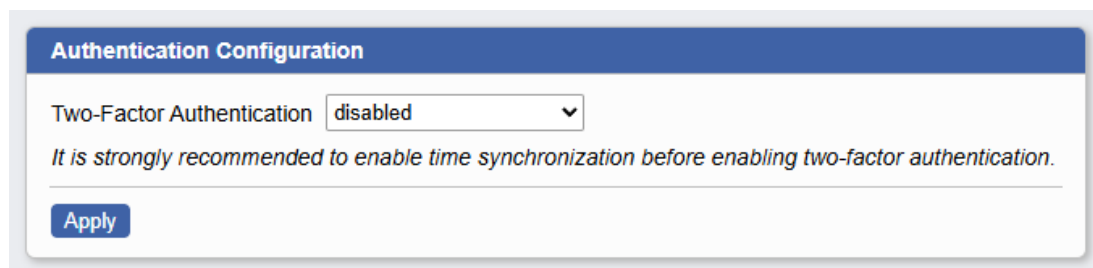 Authentication Configuration
Two-Factor Authentication disabled
It is strongly recommended to enable time synchronization before enabling two-factor authentication.
Apply